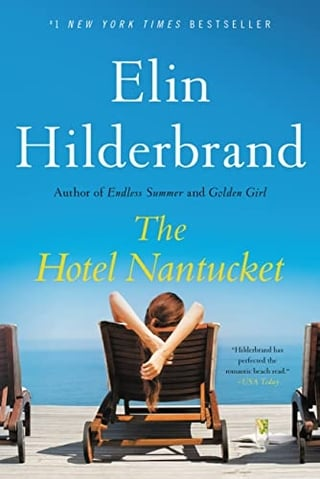 #1 NEW YORK TIMES BESTSELLER
Elin
Hilderbrand
Author of Endless Summer and Golden Girl
The
Hotel Nantucket
"Hilderbrand has
perfected the
romantic beach read."
–USA Today